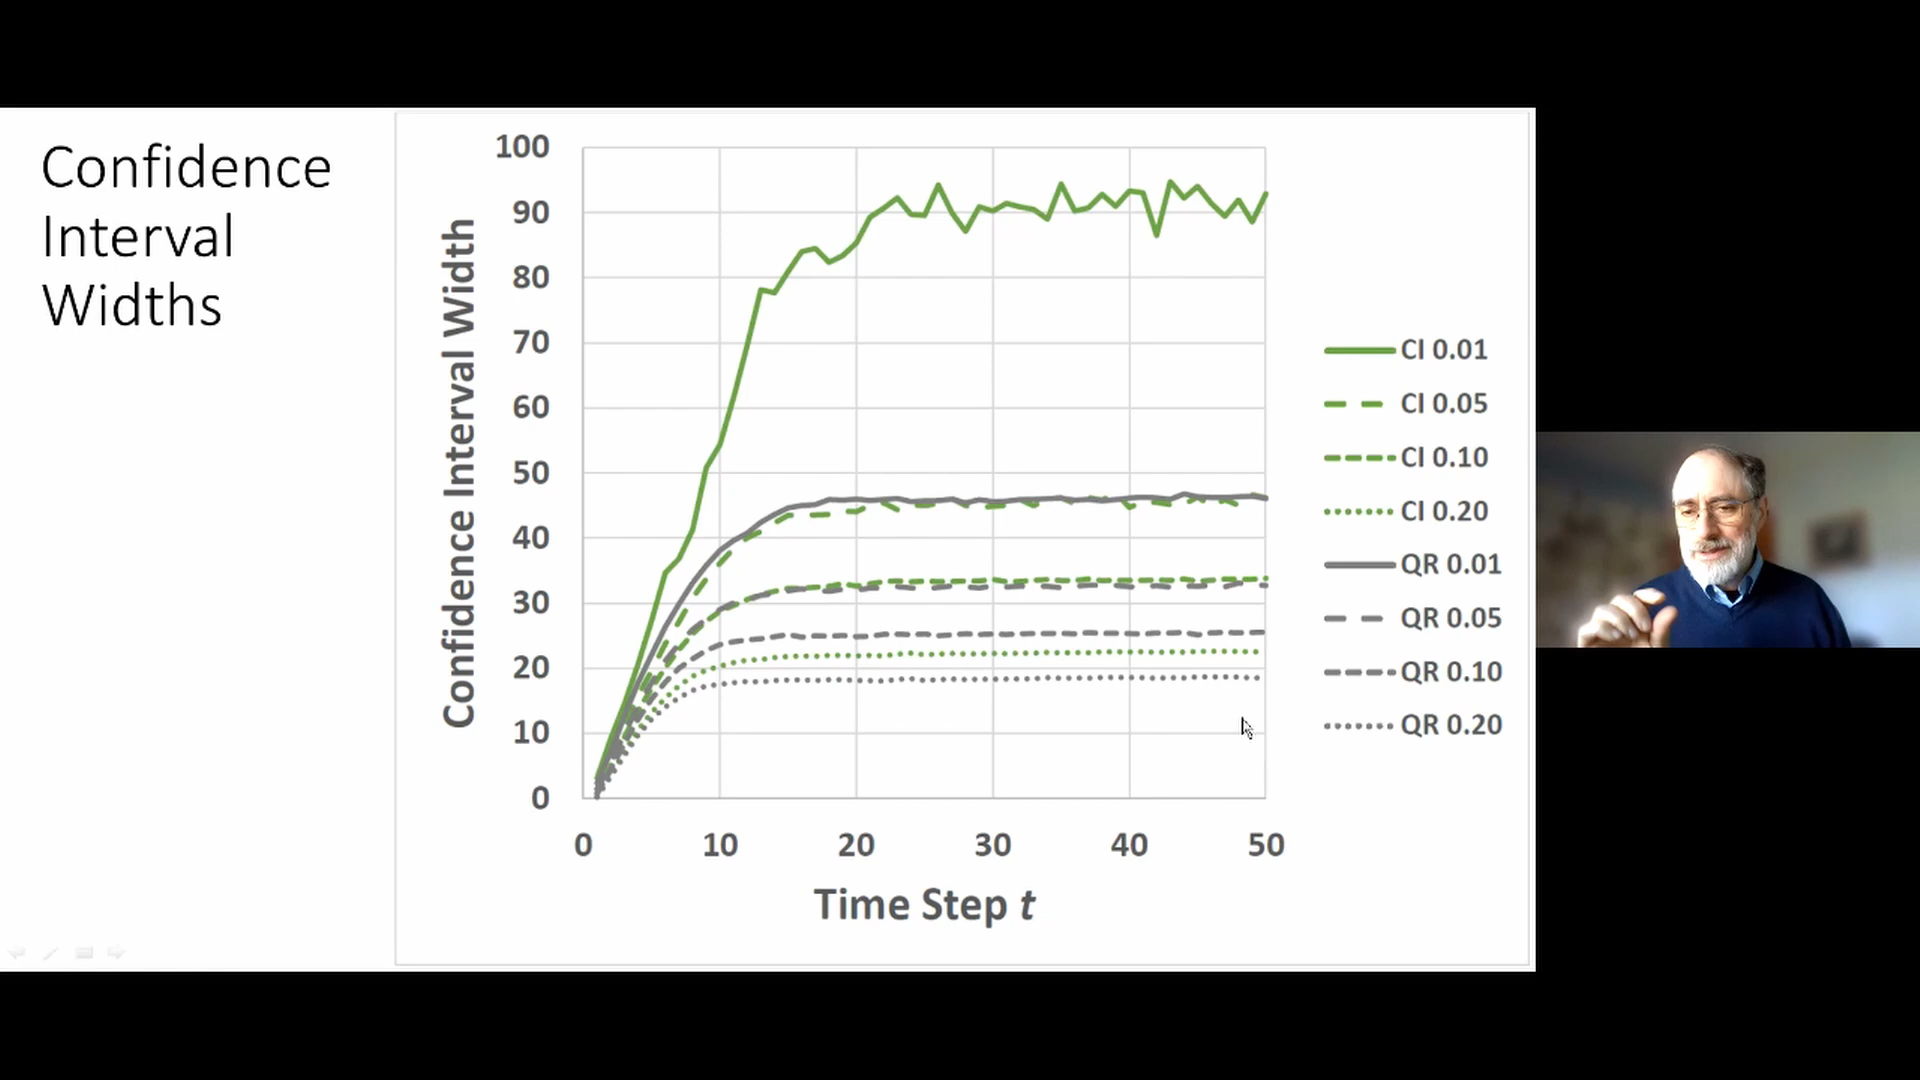 Confidence
Interval
Widths
Confidence Interval Width
100
90
80
70
60
50
40
30
20
10
0
0 10 20 30 40 50
Time Step t
CI 0.01
CI 0.05
CI 0.10
CI 0.20
QR 0.01
QR 0.05
QR 0.10
QR 0.20